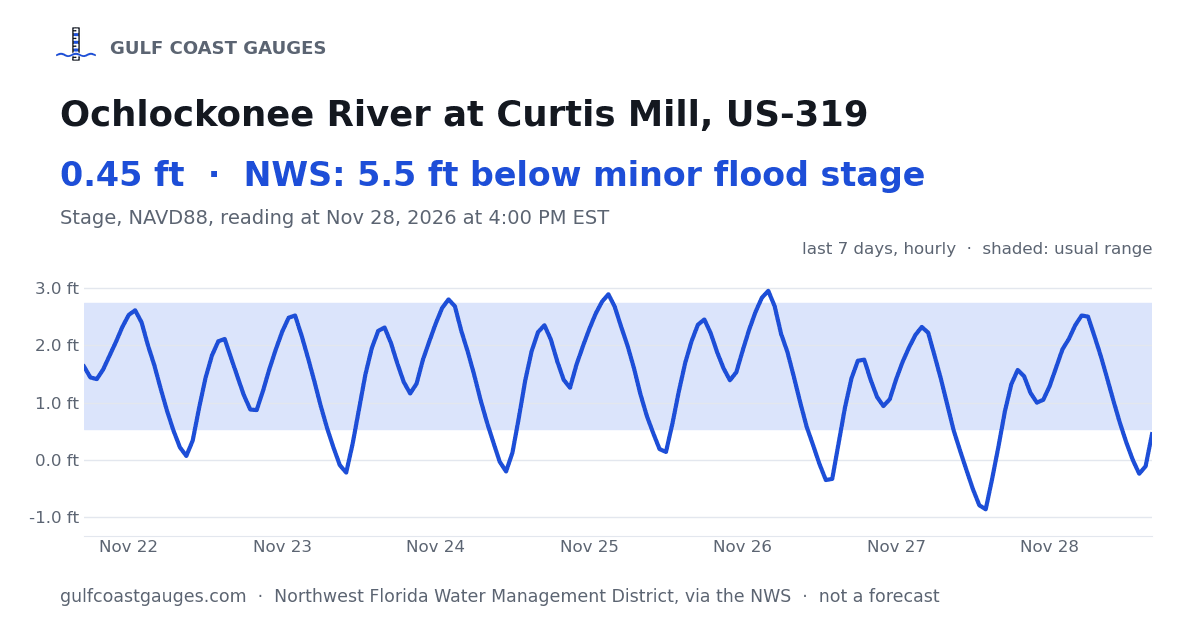 GULF COAST GAUGES
Ochlockonee River at Curtis Mill, US-319
0.45 ft · NWS: 5.5 ft below minor flood stage
Stage, NAVD88, reading at Nov 28, 2026 at 4:00 PM EST
last 7 days, hourly · shaded: usual range
3.0 ft
2.0 ft
1.0 ft
0.0 ft
-1.0 ft
Nov 22 Nov 23 Nov 24 Nov 25 Nov 26 Nov 27 Nov 28
gulfcoastgauges.com · Northwest Florida Water Management District, via the NWS · not a forecast